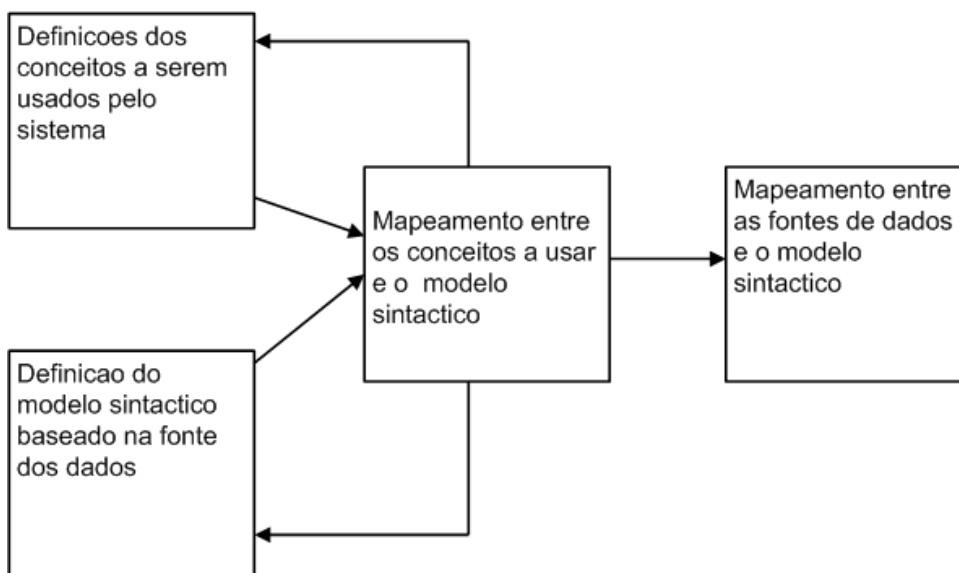 Definicoes dos
conceitos a serem
usados pelo
sistema
Mapeamento entre
os conceitos a usar
e o modelo
sintactico
Mapeamento entre
as fontes de dados
e o modelo
sintactico
Definicao do
modelo sintactico
baseado na fonte
dos dados